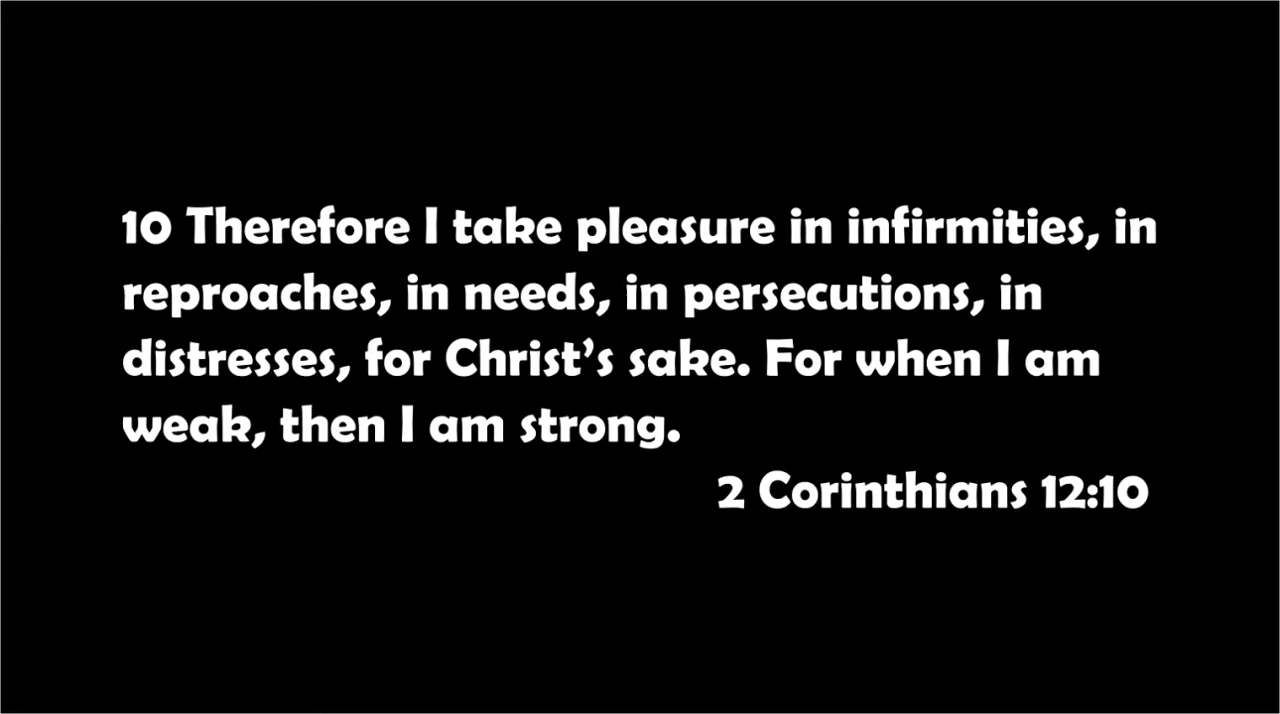 10 Therefore I take pleasure in infirmities, in
reproaches, in needs, in persecutions, in
distresses, for Christ’s sake. For when I am
weak, then I am strong.
2 Corinthians 12:10